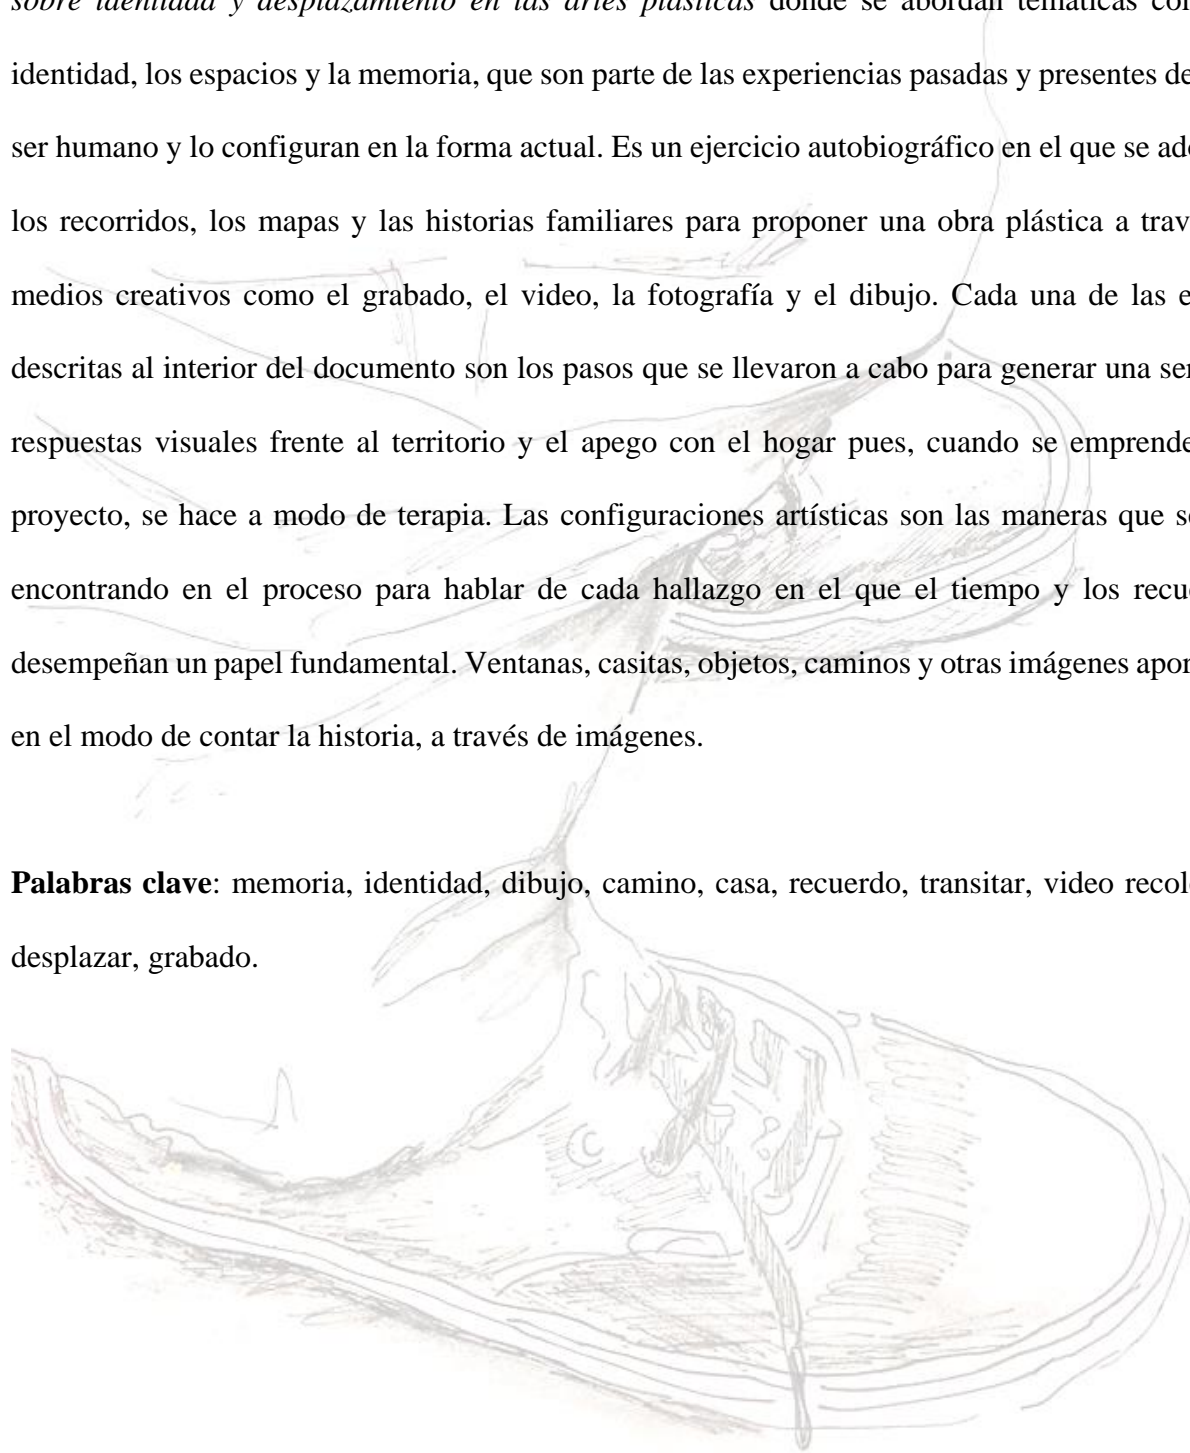 sobre identidad y desplazamiento en las artes plásticas donde se abordan temáticas
identidad, los espacios y la memoria, que son parte de las experiencias pasadas y presentes de
ser humano y lo configuran en la forma actual. Es un ejercicio autobiográfico en el que se
los recorridos, los mapas y las historias familiares para proponer una obra plástica a
medios creativos como el grabado, el video, la fotografía y el dibujo. Cada una de las
descritas al interior del documento son los pasos que se llevaron a cabo para generar una
respuestas visuales frente al territorio y el apego con el hogar pues, cuando se emprende
proyecto, se hace a modo de terapia. Las configuraciones artísticas son las maneras que
encontrando en el proceso para hablar de cada hallazgo en el que el tiempo y los
desempeñan un papel fundamental. Ventanas, casitas, objetos, caminos y otras imágenes
en el modo de contar la historia, a través de imágenes.
Palabras clave: memoria, identidad, dibujo, camino, casa, recuerdo, transitar, video
desplazar, grabado.